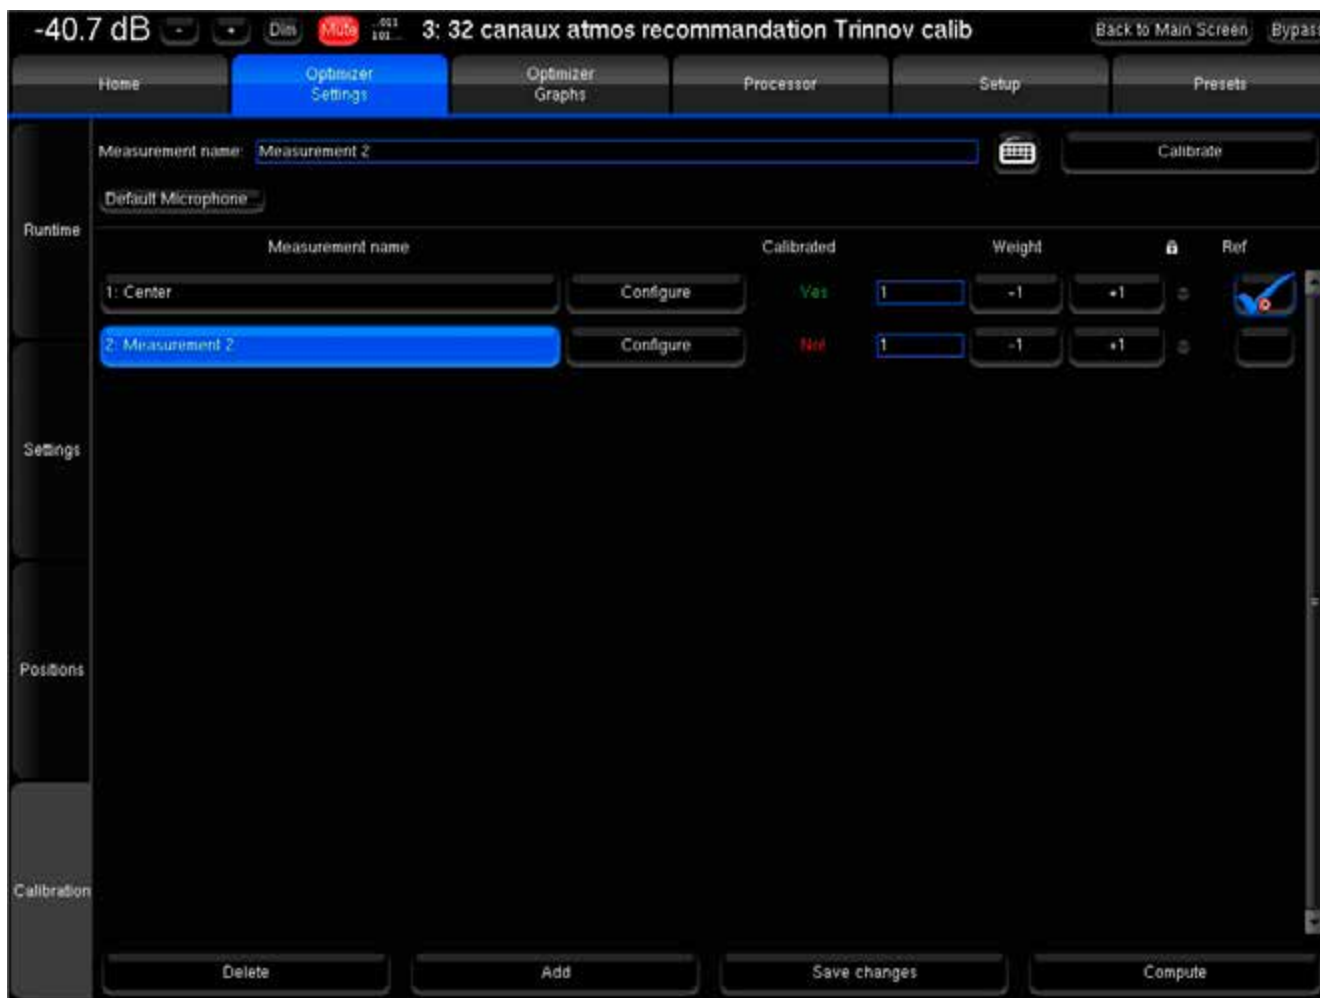 -40.7 dB - + Dim Mute 3: 32 canaux atmos recommandation Trinnov calib Back to Main Screen Bypass
Home Optimizer Settings Optimizer Graphs Processor Setup Presets
Measurement name: Measurement 2 Calibrate
Default Microphone
Runtime
Measurement name Calibrated Weight Ref
1: Center Configure Yes 1 -1 +1
2: Measurement 2 Configure 1 -1 +1
Settings
Positions
Calibration
Delete Add Save changes Compute